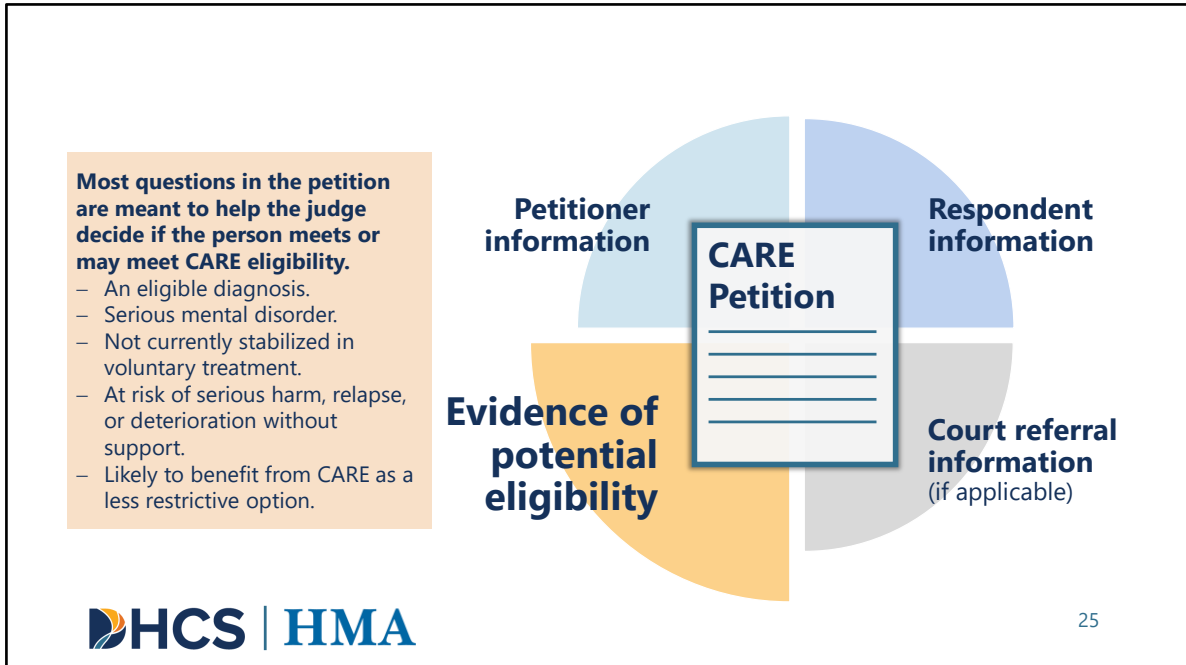 Most questions in the petition
are meant to help the judge
decide if the person meets or
may meet CARE eligibility.
– An eligible diagnosis.
– Serious mental disorder.
– Not currently stabilized in
voluntary treatment.
– At risk of serious harm, relapse,
or deterioration without
support.
– Likely to benefit from CARE as a
less restrictive option.
Petitioner
information
Respondent
information
CARE
Petition
Evidence of
potential
eligibility
Court referral
information
(if applicable)
DHCS | HMA
25